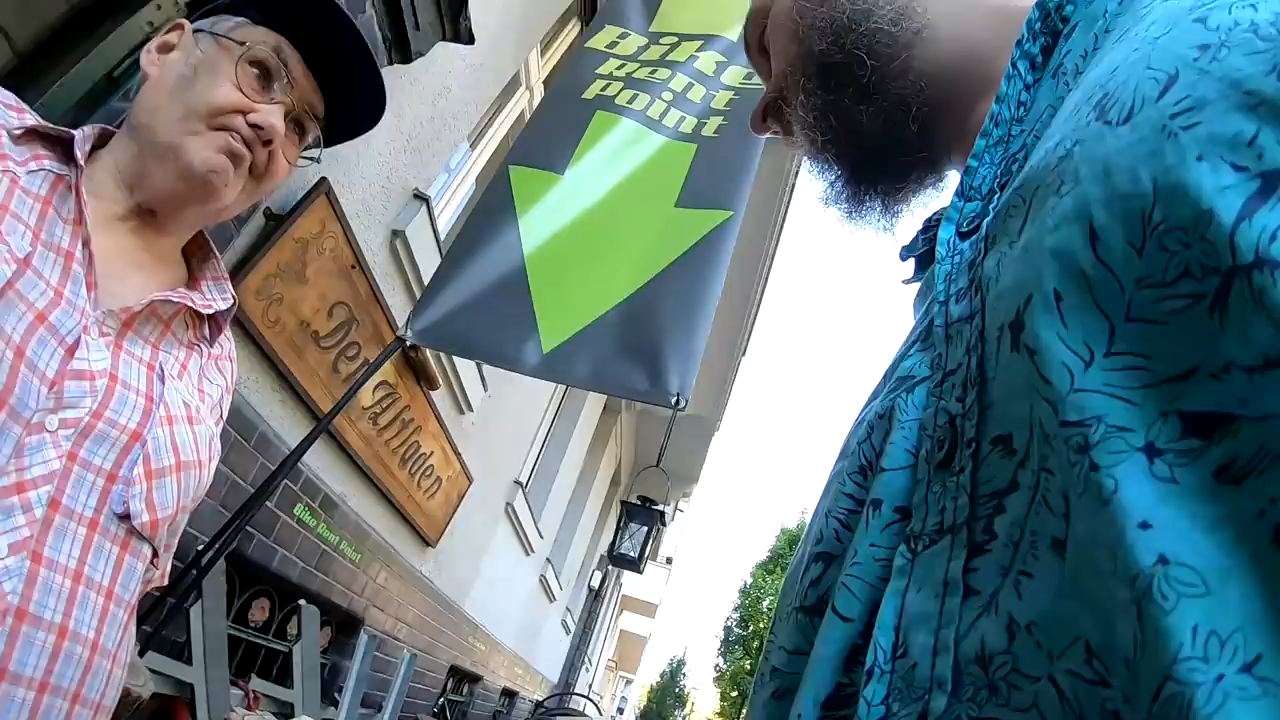 Bike
Rent
Point
Der Altladen
Bike Rent Point